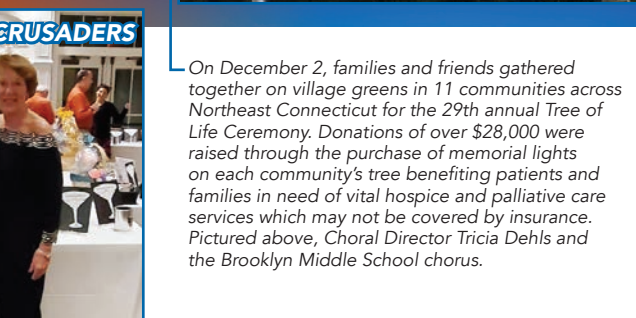 CRUSADERS
On December 2, families and friends gathered
together on village greens in 11 communities across
Northeast Connecticut for the 29th annual Tree of
Life Ceremony. Donations of over $28,000 were
raised through the purchase of memorial lights
on each community’s tree benefiting patients and
families in need of vital hospice and palliative care
services which may not be covered by insurance.
Pictured above, Choral Director Tricia Dehls and
the Brooklyn Middle School chorus.